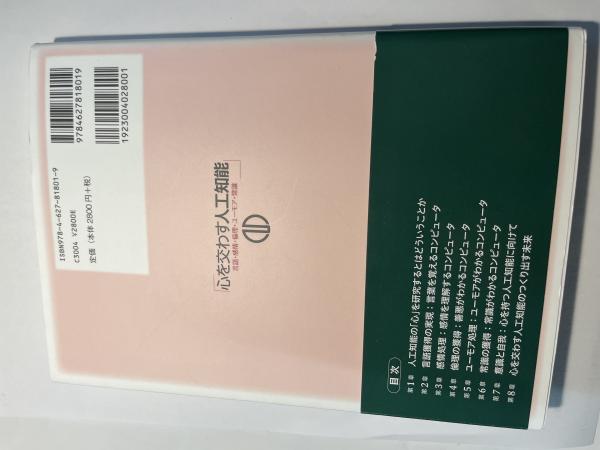 9784627818019
1923004028001
ISBN978-4-627-81801-9
C3004 ¥2800E
定価（本体2800円＋税）
心を交わす人工知能
言語・感情・倫理・ユーモア・常識
目次
第1章 人工知能の「心」を研究するとはどういうことか
第2章 言語獲得の実現：言葉を覚えるコンピュータ
第3章 感情処理：感情を理解するコンピュータ
第4章 倫理の獲得：善悪がわかるコンピュータ
第5章 ユーモア処理：ユーモアがわかるコンピュータ
第6章 常識の獲得：常識がわかるコンピュータ
第7章 意識と自我：心を持つ人工知能に向けて
第8章 心を交わす人工知能のつくり出す未来